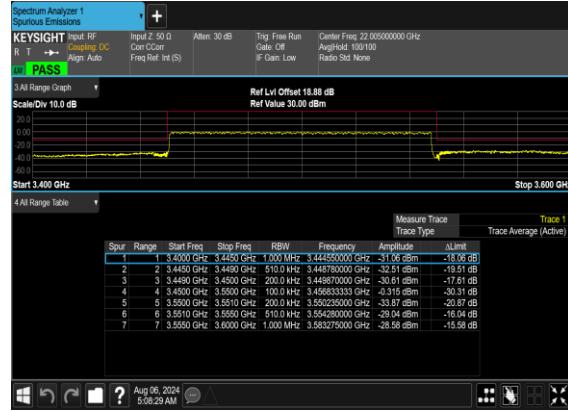 Spectrum Analyzer 1
Spurious Emissions
+
KEYSIGHT Input: RF Input Z: 50 Ω Atten: 30 dB Trig: Free Run Center Freq: 22.005000000 GHz
R T Coupling: DC Corr CCorr Gate: Off Avg|Hold: 100/100
Align: Auto Freq Ref: Int (S) IF Gain: Low Radio Std: None
PASS
3 All Range Graph
Ref Lvl Offset 18.88 dB
Scale/Div 10.0 dB Ref Value 30.00 dBm
20.0
0.00
-20.0
-40.0
-60.0
Start 3.400 GHz Stop 3.600 GHz
4 All Range Table
Measure Trace Trace 1
Trace Type Trace Average (Active)
Spur Range Start Freq Stop Freq RBW Frequency Amplitude ΔLimit
1 1 3.4000 GHz 3.4450 GHz 1.000 MHz 3.444550000 GHz -31.06 dBm -18.06 dB
2 2 3.4450 GHz 3.4490 GHz 510.0 kHz 3.448780000 GHz -32.51 dBm -19.51 dB
3 3 3.4490 GHz 3.4500 GHz 200.0 kHz 3.449870000 GHz -30.61 dBm -17.61 dB
4 4 3.4500 GHz 3.5500 GHz 100.0 kHz 3.456833333 GHz -0.315 dBm -30.31 dB
5 5 3.5500 GHz 3.5510 GHz 200.0 kHz 3.550235000 GHz -33.87 dBm -20.87 dB
6 6 3.5510 GHz 3.5550 GHz 510.0 kHz 3.554280000 GHz -29.04 dBm -16.04 dB
7 7 3.5550 GHz 3.6000 GHz 1.000 MHz 3.583275000 GHz -28.58 dBm -15.58 dB
? Aug 06, 2024
5:08:29 AM